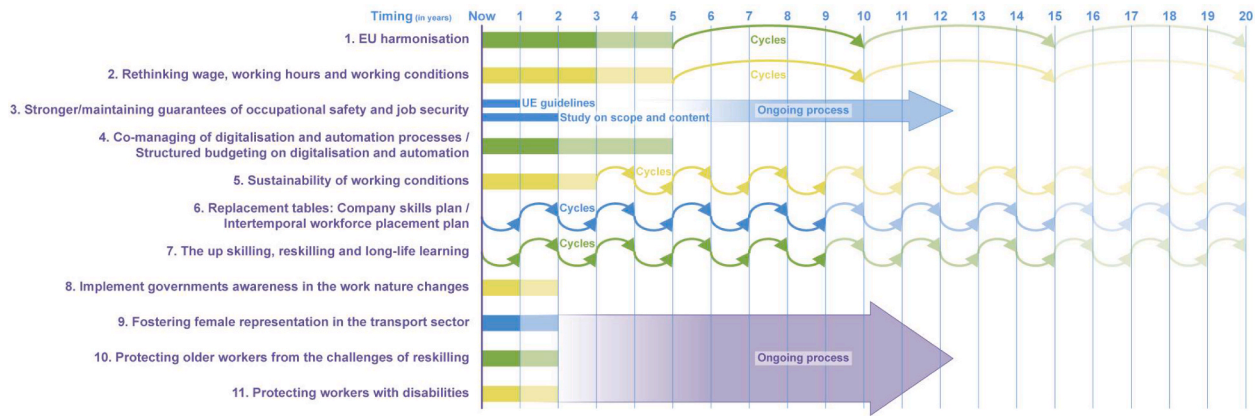 Timing (in years) Now 1 2 3 4 5 6 7 8 9 10 11 12 13 14 15 16 17 18 19 20
1. EU harmonisation
Cycles
2. Rethinking wage, working hours and working conditions
Cycles
3. Stronger/maintaining guarantees of occupational safety and job security
UE guidelines
Study on scope and content
Ongoing process
4. Co-managing of digitalisation and automation processes /
Structured budgeting on digitalisation and automation
5. Sustainability of working conditions
Cycles
6. Replacement tables: Company skills plan /
Intertemporal workforce placement plan
Cycles
7. The up skilling, reskilling and long-life learning
Cycles
8. Implement governments awareness in the work nature changes
9. Fostering female representation in the transport sector
10. Protecting older workers from the challenges of reskilling
Ongoing process
11. Protecting workers with disabilities